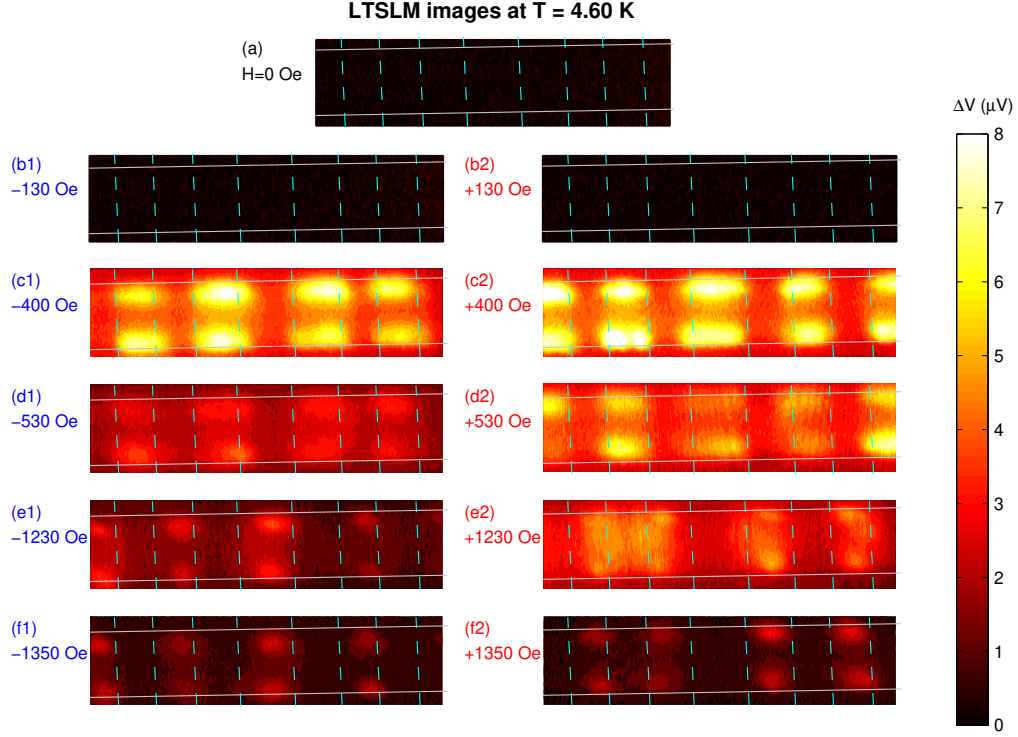 LTSLM images at T = 4.60 K
(a)
H=0 Oe
ΔV (μV)
(b1)
−130 Oe
(b2)
+130 Oe
(c1)
−400 Oe
(c2)
+400 Oe
(d1)
−530 Oe
(d2)
+530 Oe
(e1)
−1230 Oe
(e2)
+1230 Oe
(f1)
−1350 Oe
(f2)
+1350 Oe
8
7
6
5
4
3
2
1
0